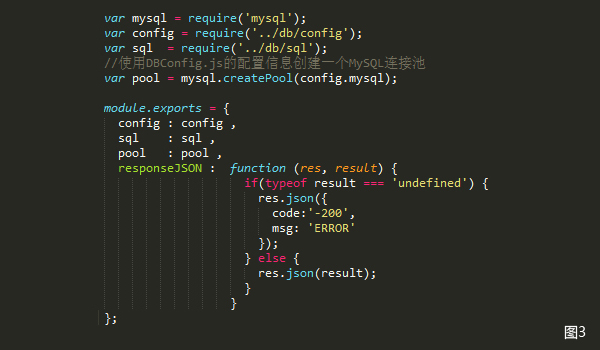 var mysql = require('mysql');
var config = require('../db/config');
var sql  = require('../db/sql');
//使用DBConfig.js的配置信息创建一个MySQL连接池
var pool = mysql.createPool(config.mysql);
module.exports = {
  config : config ,
  sql    : sql ,
  pool   : pool ,
  responseJSON :  function (res, result) {
                    if(typeof result === 'undefined') {
                      res.json({
                        code:'-200',
                        msg: 'ERROR'
                      });
                    } else {
                      res.json(result);
                    }
                  }
};
图3